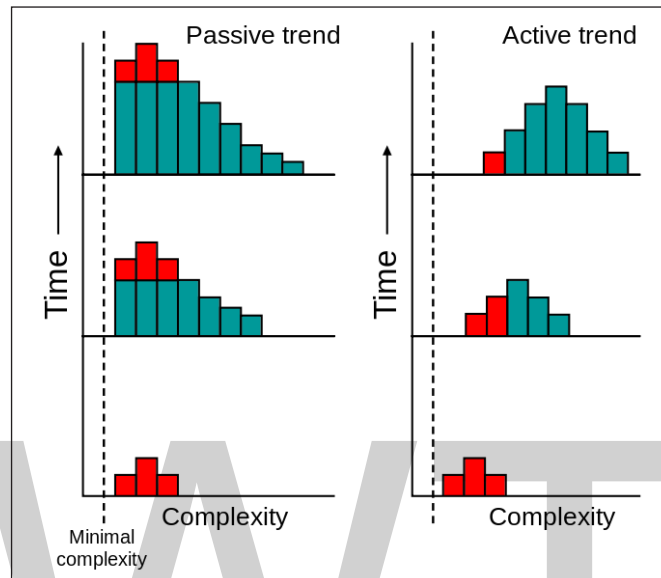 Passive trend
Active trend
Time
Time
Complexity
Complexity
Minimal
complexity